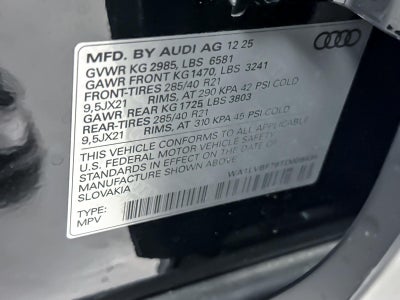 MFD. BY AUDI AG 12 25
GVWR KG 2985, LBS 6581
GAWR FRONT KG 1470, LBS 3241
FRONT-TIRES 285/40 R21
9,5JX21 RIMS, AT 290 KPA 42 PSI COLD
GAWR REAR KG 1725 LBS 3803
REAR-TIRES 285/40 R21
9,5JX21 RIMS, AT 310 KPA 45 PSI COLD
THIS VEHICLE CONFORMS TO ALL APPLICABLE
U.S. FEDERAL MOTOR VEHICLE SAFETY
STANDARDS IN EFFECT ON THE DATE OF
MANUFACTURE SHOWN ABOVE
SLOVAKIA
TYPE:
MPV